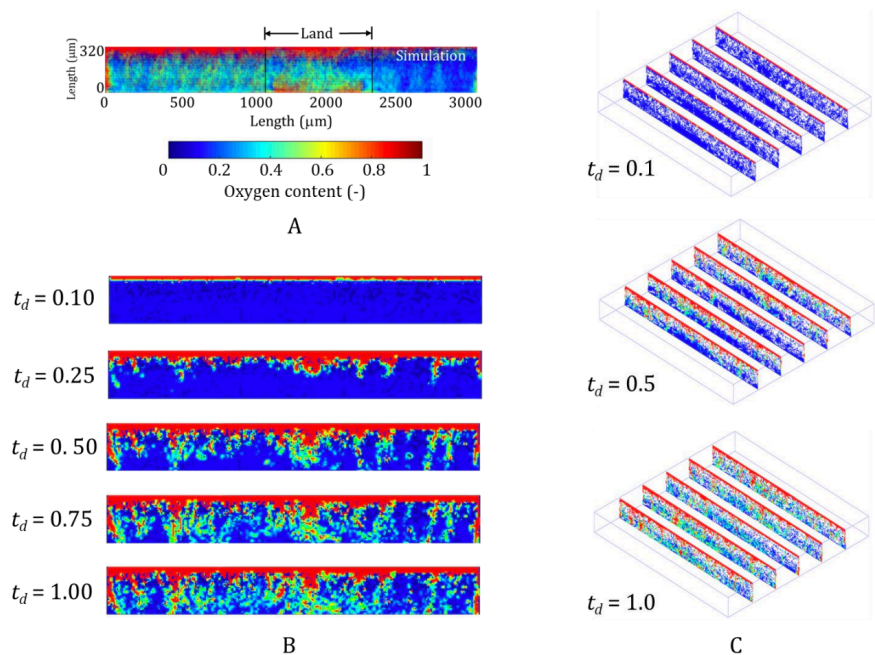 Land
Simulation
Length (μm)
320
0
0
500
1000
2000
2500
3000
Length (μm)
0
0.2
0.4
0.6
0.8
1
Oxygen content (-)
A
t_d = 0.10
t_d = 0.25
t_d = 0.50
t_d = 0.75
t_d = 1.00
B
t_d = 0.1
t_d = 0.5
t_d = 1.0
C